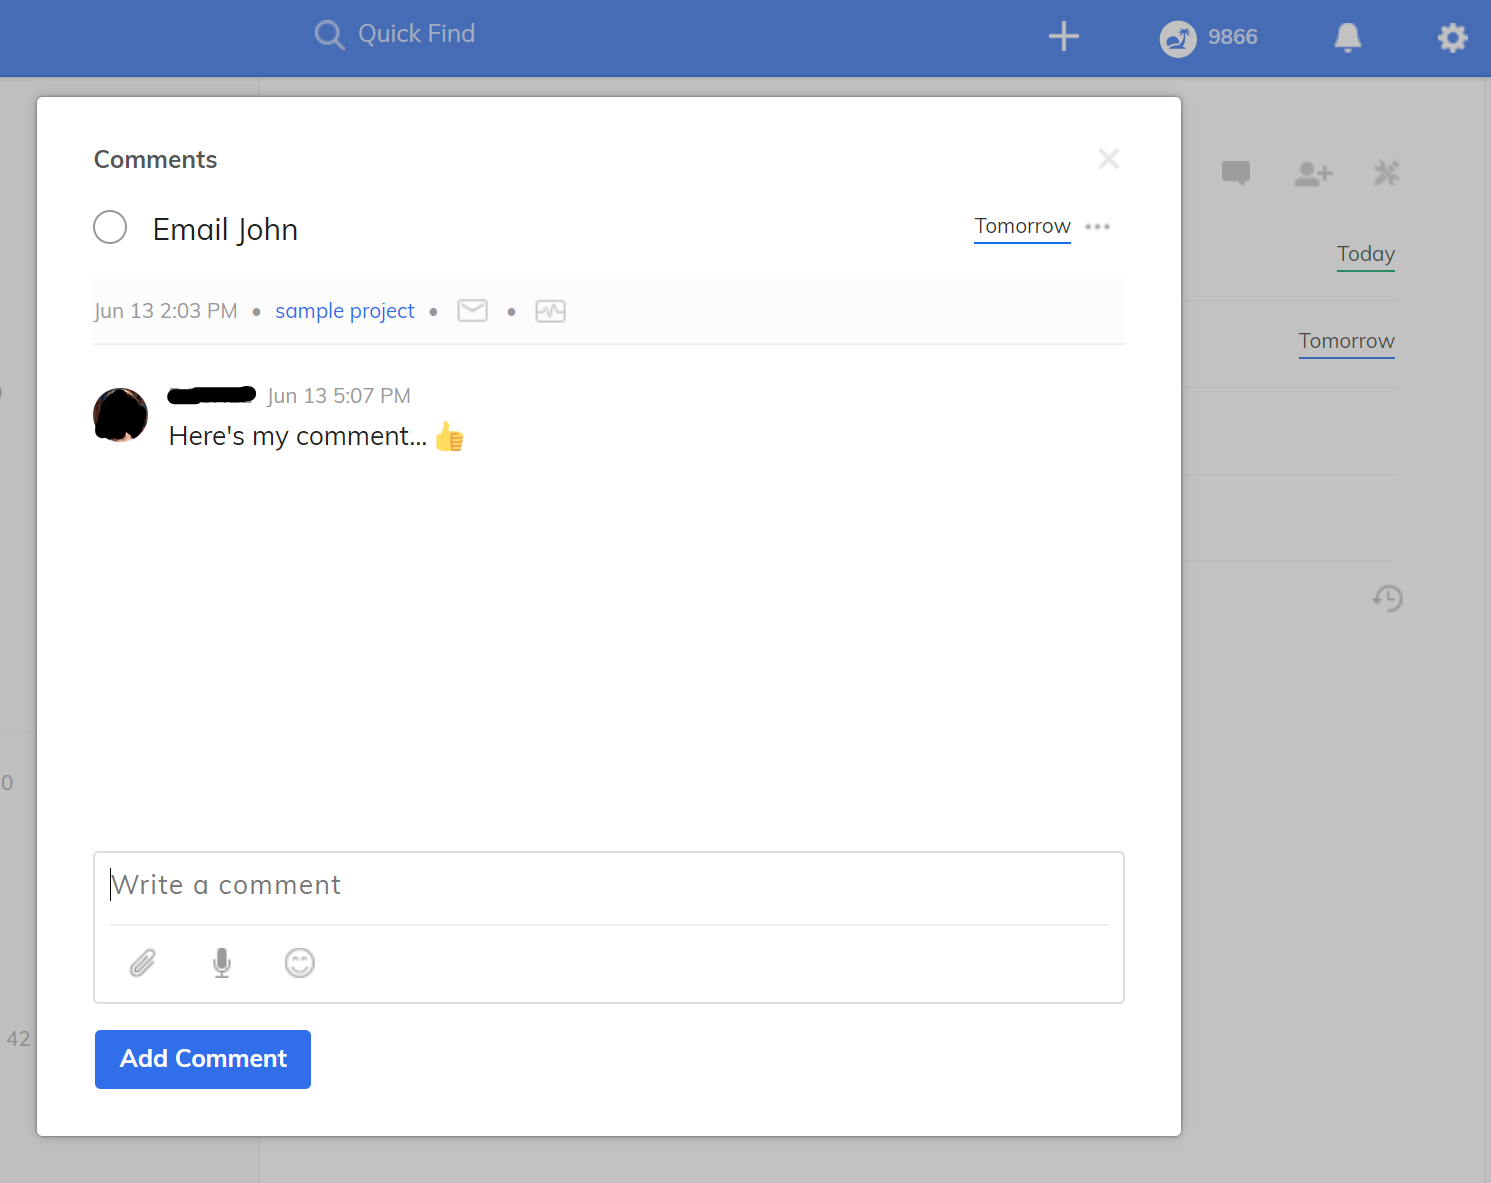 Quick Find
9866
Comments
Email John
Tomorrow
Jun 13 2:03 PM • sample project • •
Jun 13 5:07 PM
Here's my comment... 👍
Write a comment
Add Comment
Today
Tomorrow
0
42